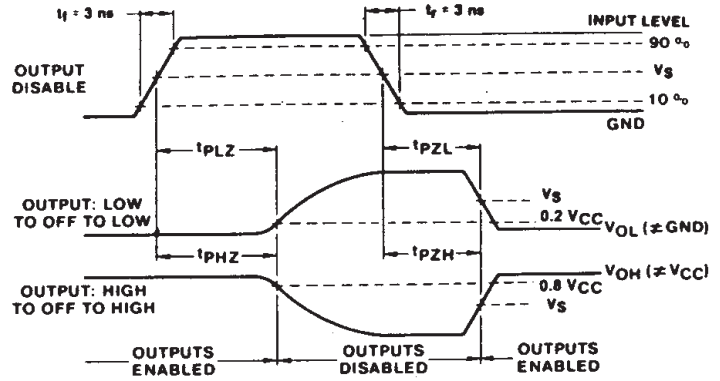 tf = 3 ns
tr = 3 ns
INPUT LEVEL
90 %
OUTPUT
DISABLE
VS
10 %
GND
tPLZ
tPZL
OUTPUT: LOW
TO OFF TO LOW
VS
0.2 VCC
VOL (≠GND)
tPHZ
tPZH
OUTPUT: HIGH
TO OFF TO HIGH
VOH (≠ VCC)
0.8 VCC
VS
OUTPUTS
ENABLED
OUTPUTS
DISABLED
OUTPUTS
ENABLED